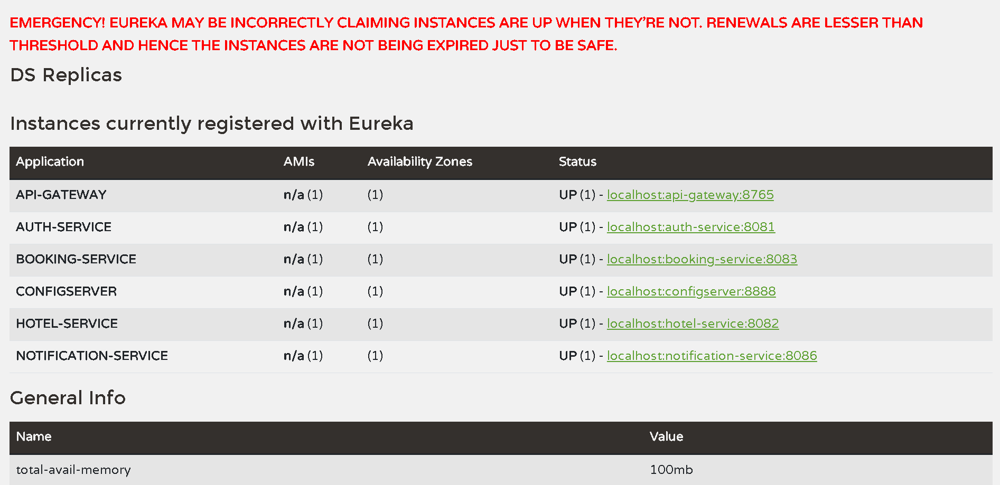 EMERGENCY! EUREKA MAY BE INCORRECTLY CLAIMING INSTANCES ARE UP WHEN THEY'RE NOT. RENEWALS ARE LESSER THAN
THRESHOLD AND HENCE THE INSTANCES ARE NOT BEING EXPIRED JUST TO BE SAFE.
DS Replicas
Instances currently registered with Eureka
Application AMIs Availability Zones Status
API-GATEWAY n/a (1) (1) UP (1) - localhost:api-gateway:8765
AUTH-SERVICE n/a (1) (1) UP (1) - localhost:auth-service:8081
BOOKING-SERVICE n/a (1) (1) UP (1) - localhost:booking-service:8083
CONFIGSERVER n/a (1) (1) UP (1) - localhost:configserver:8888
HOTEL-SERVICE n/a (1) (1) UP (1) - localhost:hotel-service:8082
NOTIFICATION-SERVICE n/a (1) (1) UP (1) - localhost:notification-service:8086
General Info
Name Value
total-avail-memory 100mb